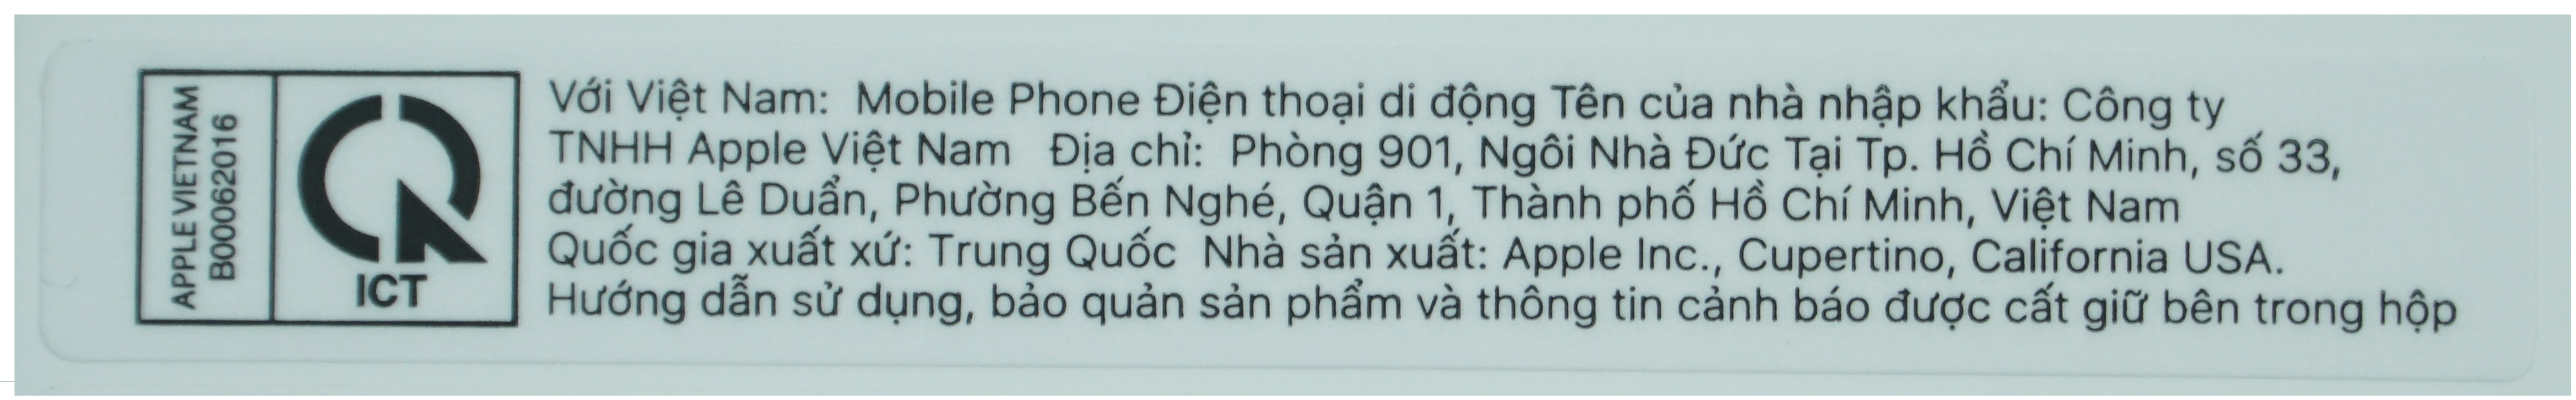 APPLE VIETNAM
B000622016
ICT
Với Việt Nam: Mobile Phone Điện thoại di động Tên của nhà nhập khẩu: Công ty
TNHH Apple Việt Nam Địa chỉ: Phòng 901, Ngôi Nhà Đức Tại Tp. Hồ Chí Minh, số 33,
đường Lê Duẩn, Phường Bến Nghé, Quận 1, Thành phố Hồ Chí Minh, Việt Nam
Quốc gia xuất xứ: Trung Quốc Nhà sản xuất: Apple Inc., Cupertino, California USA.
Hướng dẫn sử dụng, bảo quản sản phẩm và thông tin cảnh báo được cất giữ bên trong hộp